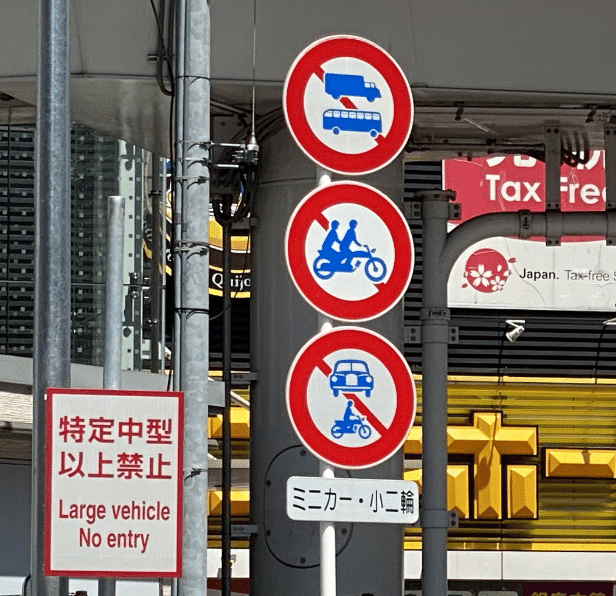 特定中型
以上禁止
Large vehicle
No entry
ミニカー・小二輪
Tax Free
Japan. Tax-free S
Quijo